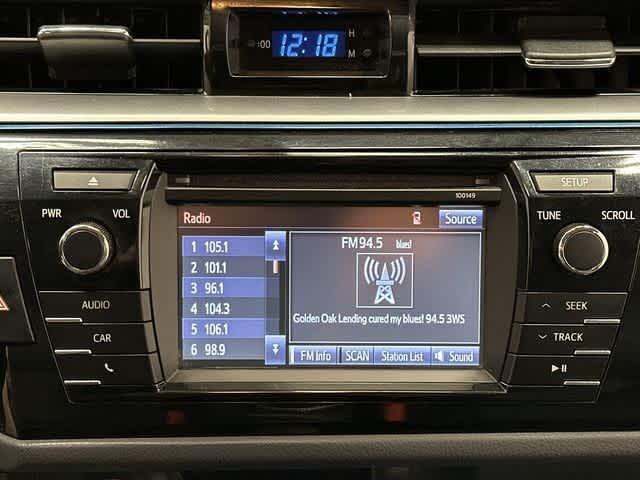 :00 12:18 H
M
100149
SETUP
PWR VOL
TUNE SCROLL
Radio Source
1 105.1
2 101.1
3 96.1
4 104.3
5 106.1
6 98.9
FM 94.5 blues!
Golden Oak Lending cured my blues! 94.5 3WS
FM Info SCAN Station List Sound
AUDIO
CAR
SEEK
TRACK